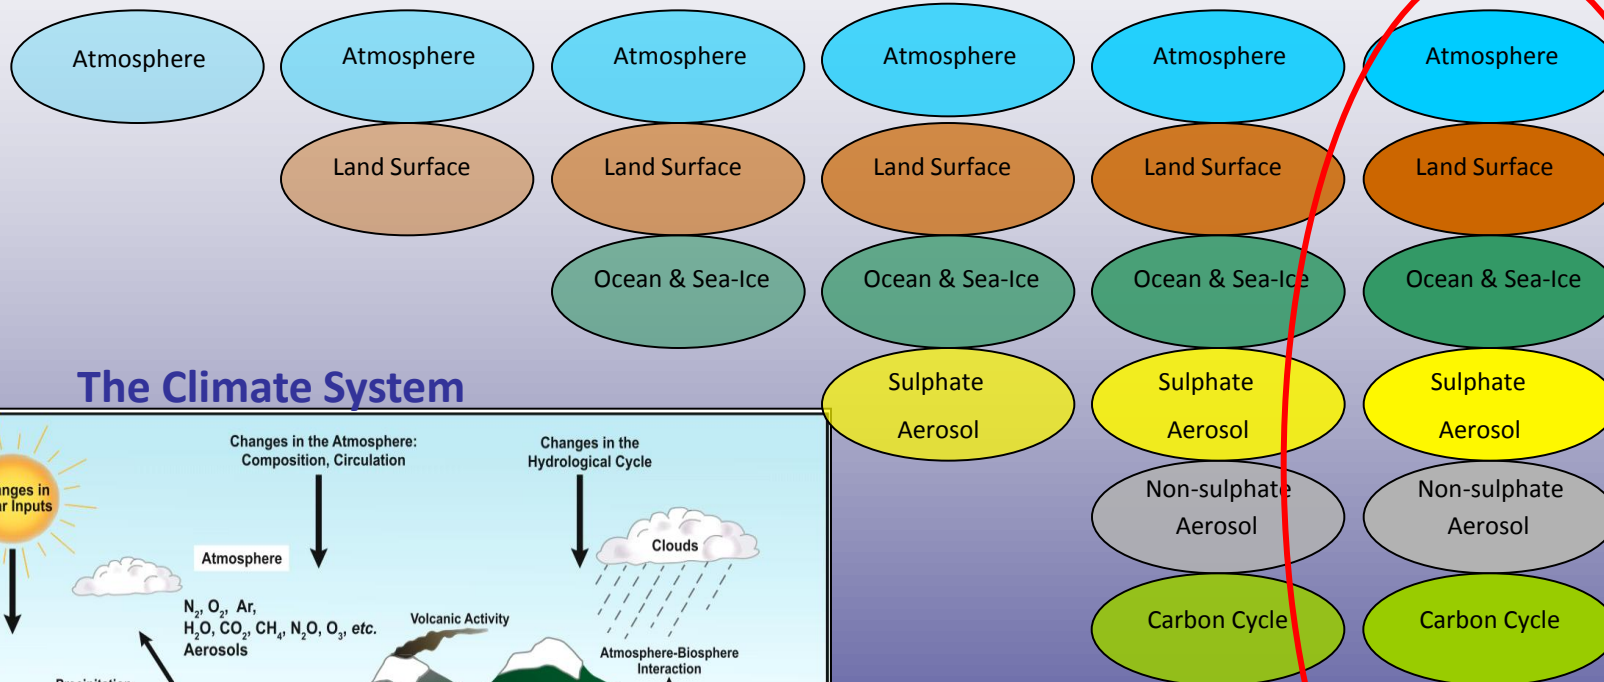 Atmosphere Atmosphere Atmosphere Atmosphere Atmosphere Atmosphere
Land Surface Land Surface Land Surface Land Surface Land Surface
Ocean & Sea-Ice Ocean & Sea-Ice Ocean & Sea-Ice Ocean & Sea-Ice
Sulphate Sulphate Sulphate
Aerosol Aerosol Aerosol
Non-sulphate Non-sulphate
Aerosol Aerosol
Carbon Cycle Carbon Cycle
The Climate System
Changes in the Atmosphere:
Composition, Circulation
Changes in the
Hydrological Cycle
in
Inputs
Atmosphere
Clouds
N2, O2, Ar,
H2O, CO2, CH4, N2O, O3, etc.
Aerosols
Volcanic Activity
Atmosphere-Biosphere
Interaction